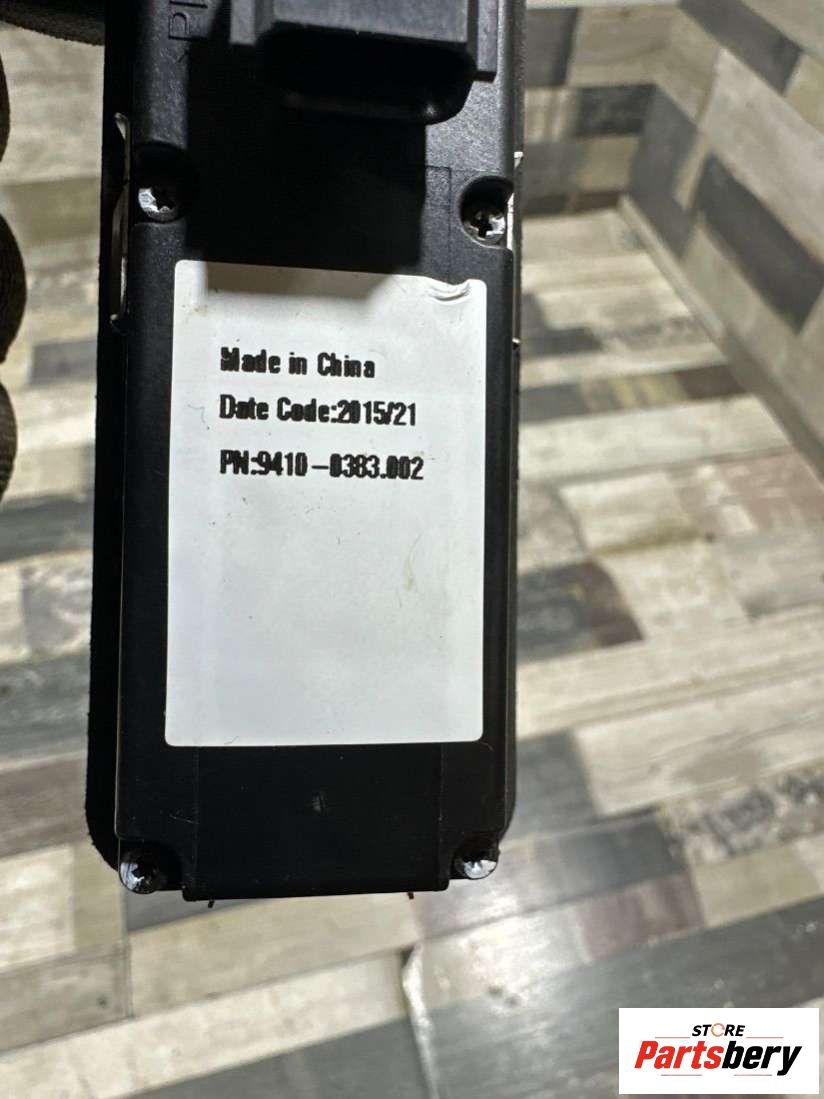 Made in China
Date Code:2015/21
PN:9410-0383.002
STORE
Partsbery